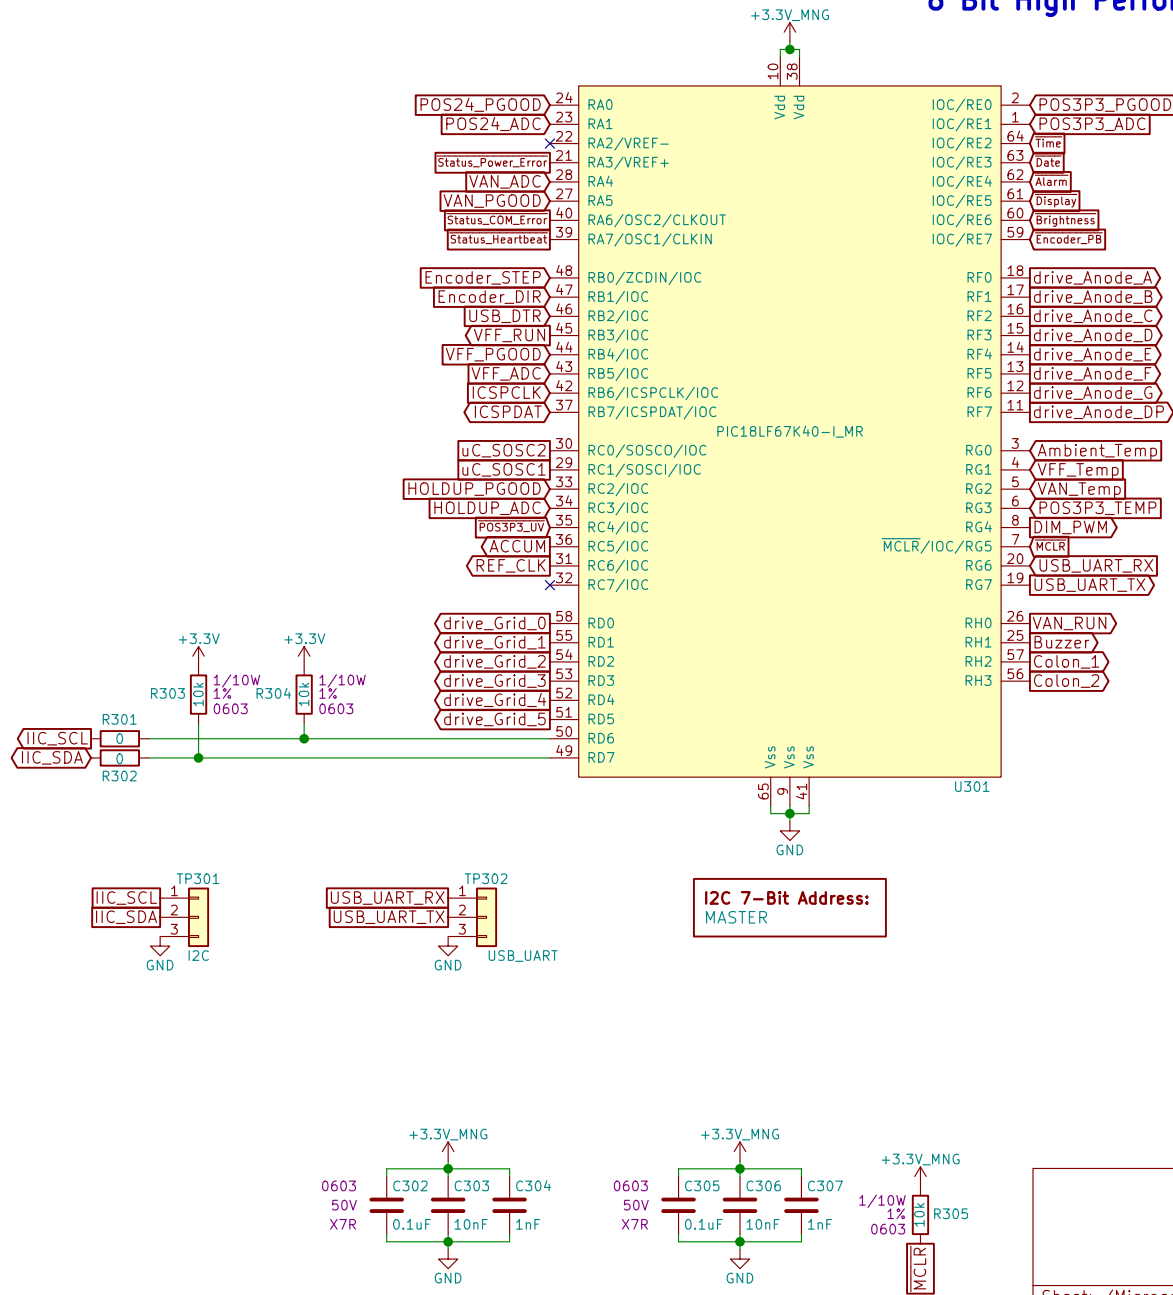 +3.3V_MNG
10 38
Vdd Vdd
POS24_PGOOD 24 RA0 IOC/RE0 2 POS3P3_PGOOD
POS24_ADC 23 RA1 IOC/RE1 1 POS3P3_ADC
22 RA2/VREF- IOC/RE2 64 Time
Status_Power_Error 21 RA3/VREF+ IOC/RE3 63 Date
VAN_ADC 28 RA4 IOC/RE4 62 Alarm
VAN_PGOOD 27 RA5 IOC/RE5 61 Display
Status_COM_Error 40 RA6/OSC2/CLKOUT IOC/RE6 60 Brightness
Status_Heartbeat 39 RA7/OSC1/CLKIN IOC/RE7 59 Encoder_PB
Encoder_STEP 48 RB0/ZCDIN/IOC RF0 18 drive_Anode_A
Encoder_DIR 47 RB1/IOC RF1 17 drive_Anode_B
USB_DTR 46 RB2/IOC RF2 16 drive_Anode_C
VFF_RUN 45 RB3/IOC RF3 15 drive_Anode_D
VFF_PGOOD 44 RB4/IOC RF4 14 drive_Anode_E
VFF_ADC 43 RB5/IOC RF5 13 drive_Anode_F
ICSPCLK 42 RB6/ICSPCLK/IOC RF6 12 drive_Anode_G
ICSPDAT 37 RB7/ICSPDAT/IOC RF7 11 drive_Anode_DP
PIC18LF67K40-I_MR
uC_SOSC2 30 RC0/SOSCO/IOC RG0 3 Ambient_Temp
uC_SOSC1 29 RC1/SOSCI/IOC RG1 4 VFF_Temp
HOLDUP_PGOOD 33 RC2/IOC RG2 5 VAN_Temp
HOLDUP_ADC 34 RC3/IOC RG3 6 POS3P3_TEMP
POS3P3_UV 35 RC4/IOC RG4 8 DIM_PWM
ACCUM 36 RC5/IOC MCLR/IOC/RG5 7 MCLR
REF_CLK 31 RC6/IOC RG6 20 USB_UART_RX
32 RC7/IOC RG7 19 USB_UART_TX
drive_Grid_0 58 RD0 RH0 26 VAN_RUN
drive_Grid_1 55 RD1 RH1 25 Buzzer
drive_Grid_2 54 RD2 RH2 57 Colon_1
drive_Grid_3 53 RD3 RH3 56 Colon_2
drive_Grid_4 52 RD4
drive_Grid_5 51 RD5
50 RD6
49 RD7
+3.3V +3.3V
R303 10k 1/10W 1% 0603
R304 10k 1/10W 1% 0603
R301
IIC_SCL 0
IIC_SDA 0
R302
Vss Vss Vss
65 9 41
U301
GND
TP301
IIC_SCL 1
IIC_SDA 2
3
GND I2C
TP302
USB_UART_RX 1
USB_UART_TX 2
3
GND USB_UART
I2C 7-Bit Address:
MASTER
+3.3V_MNG
0603 C302 C303 C304
50V
X7R 0.1uF 10nF 1nF
GND
+3.3V_MNG
0603 C305 C306 C307
50V
X7R 0.1uF 10nF 1nF
GND
+3.3V_MNG
1/10W
1% 10k R305
0603
MCLR